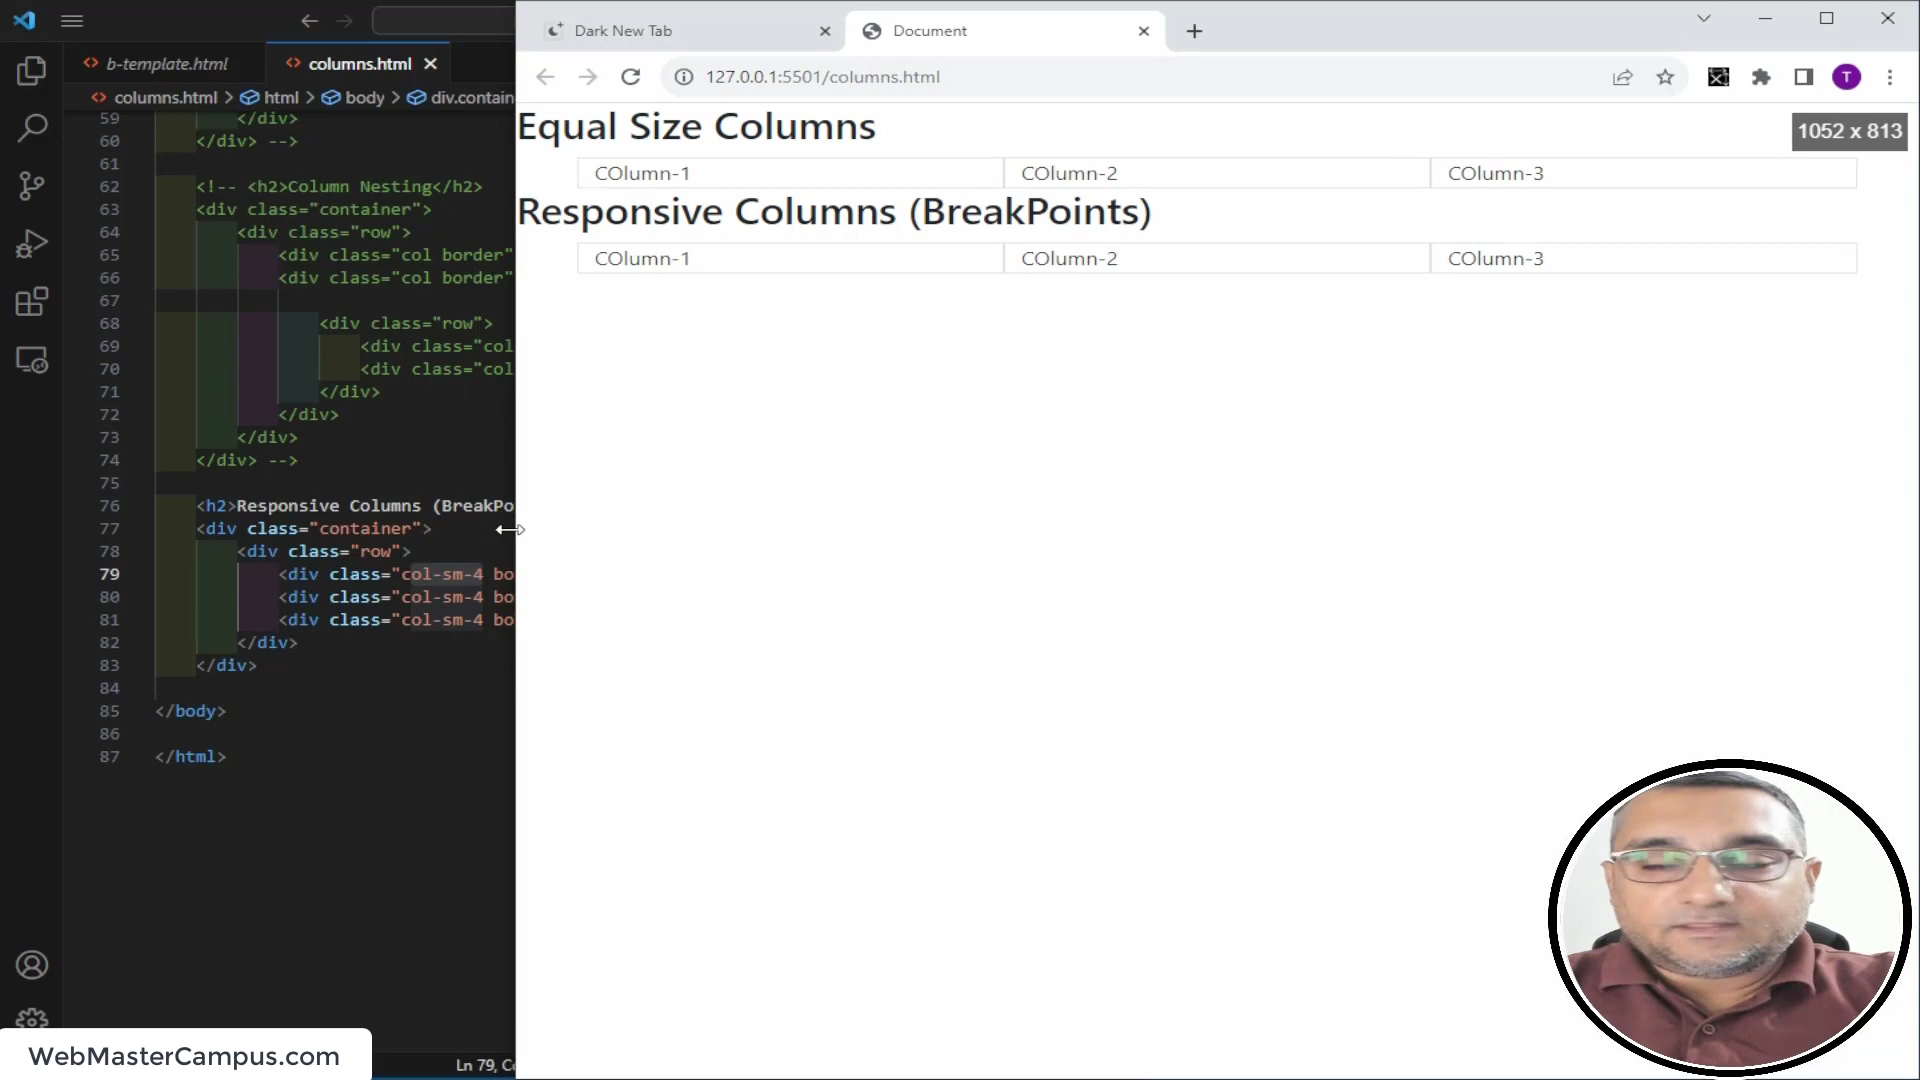 Dark New Tab
Document
127.0.0.1:5501/columns.html
T
b-template.html
columns.html
columns.html > html > body > div.contain
1052 x 813
Equal Size Columns
COlumn-1
COlumn-2
COlumn-3
Responsive Columns (BreakPoints)
COlumn-1
COlumn-2
COlumn-3
59 </div>
60 </div> -->
61
62 <!-- <h2>Column Nesting</h2>
63 <div class="container">
64 <div class="row">
65 <div class="col border"
66 <div class="col border"
67
68 <div class="row">
69 <div class="col
70 <div class="col
71 </div>
72 </div>
73 </div>
74 </div> -->
75
76 <h2>Responsive Columns (BreakPo
77 <div class="container">
78 <div class="row">
79 <div class="col-sm-4 bo
80 <div class="col-sm-4 bo
81 <div class="col-sm-4 bo
82 </div>
83 </div>
84
85 </body>
86
87 </html>
WebMasterCampus.com
Ln 79, C